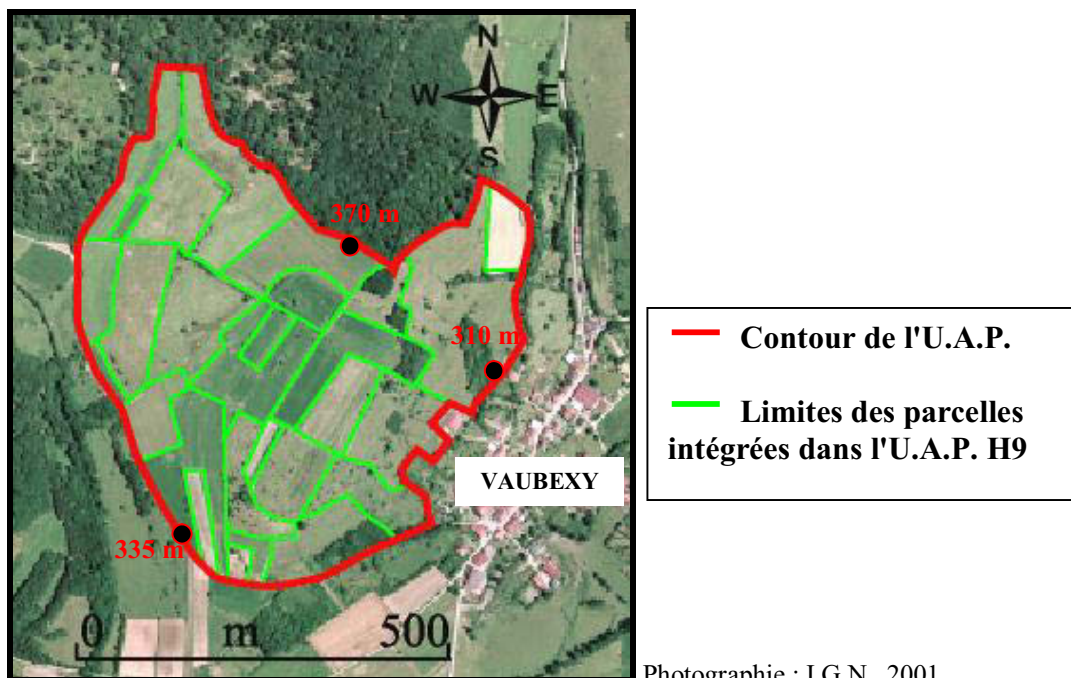 N
W E
S
370 m
310 m
VAUBEXY
335 m
0 m 500
Contour de l'U.A.P.
Limites des parcelles
intégrées dans l'U.A.P. H9
Photographie : I.G.N., 2001